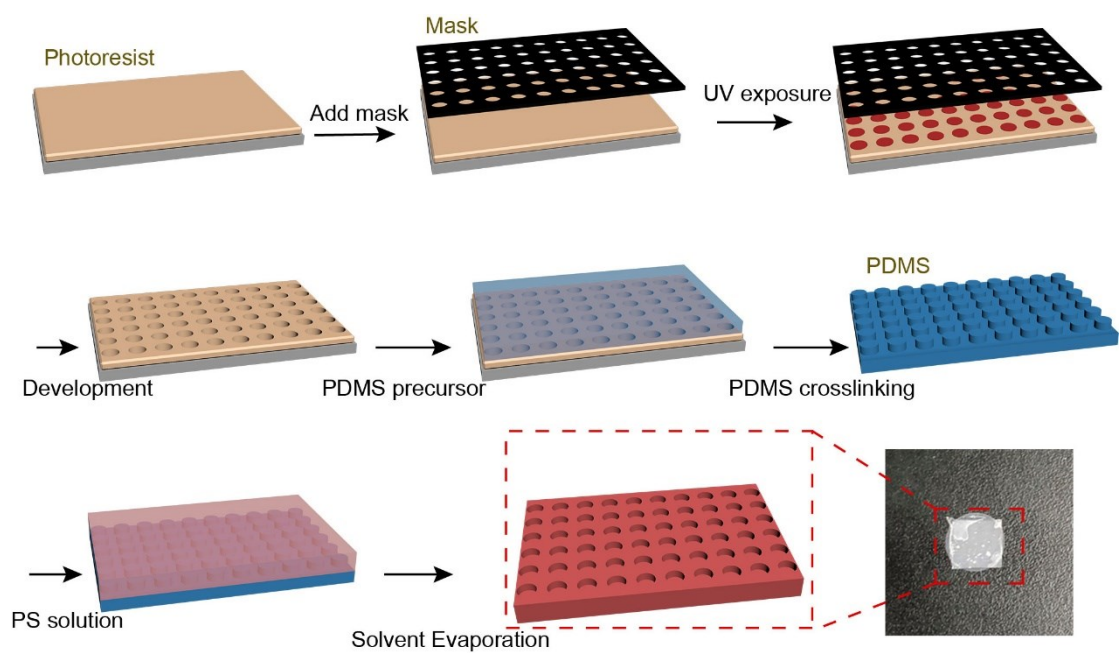 Photoresist
Add mask
Mask
UV exposure
Development
PDMS precursor
PDMS crosslinking
PDMS
PS solution
Solvent Evaporation